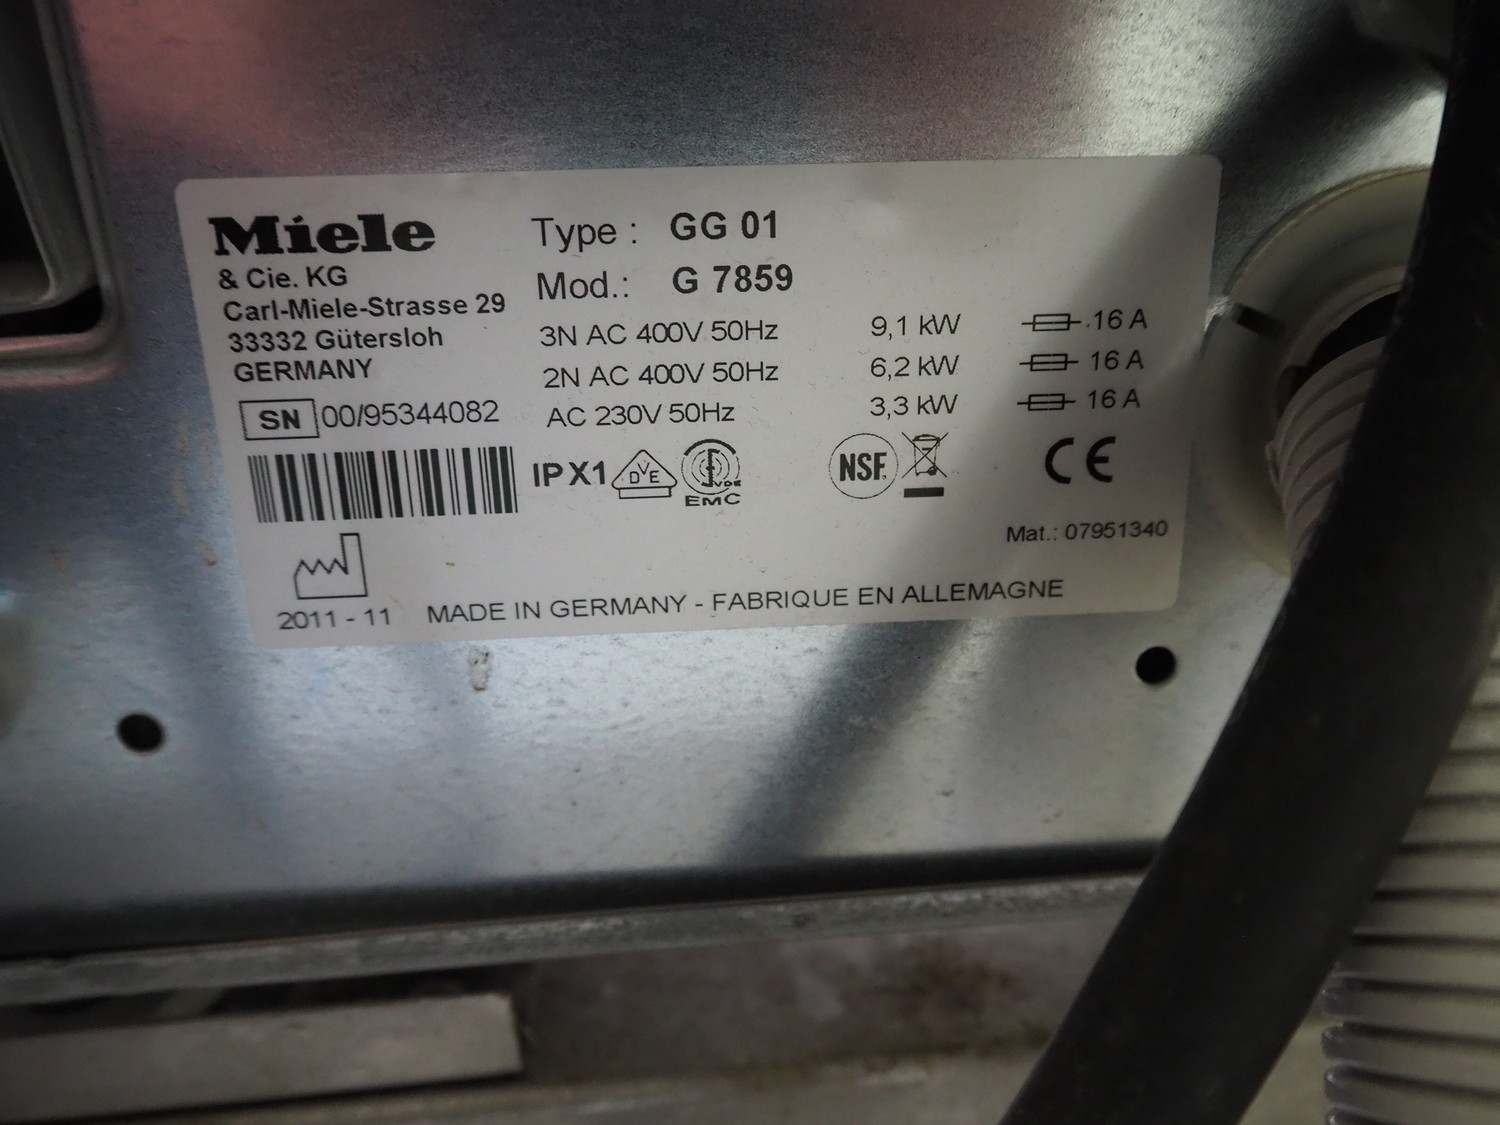 Miele
& Cie. KG
Carl-Miele-Strasse 29
33332 Gütersloh
GERMANY
SN 00/95344082
Type : GG 01
Mod.: G 7859
3N AC 400V 50Hz 9,1 kW 16 A
2N AC 400V 50Hz 6,2 kW 16 A
AC 230V 50Hz 3,3 kW 16 A
IPX1 DVE VDE EMC NSF CE
Mat.: 07951340
2011 - 11 MADE IN GERMANY - FABRIQUE EN ALLEMAGNE